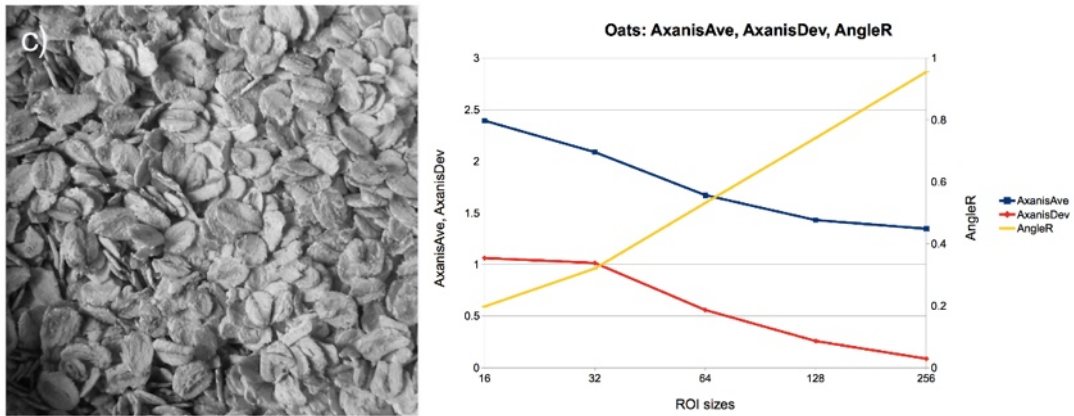 c)
Oats: AxanisAve, AxanisDev, AngleR
AxanisAve, AxanisDev
3
2.5
2
1.5
1
0.5
0
16
32
64
128
256
ROI sizes
1
0.8
0.6
0.4
0.2
0
AngleR
AxanisAve
AxanisDev
AngleR